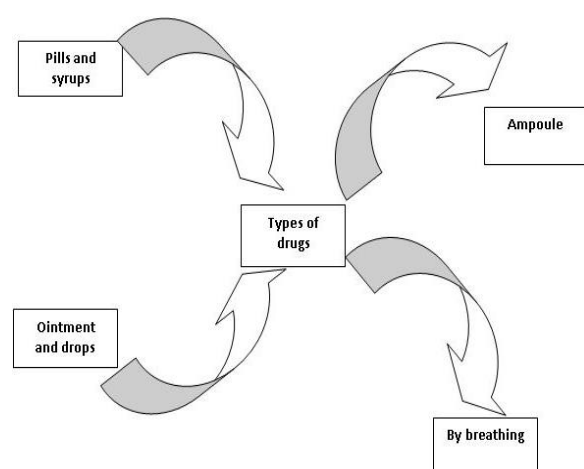 Pills and
syrups
Ampoule
Types of
drugs
Ointment
and drops
By breathing